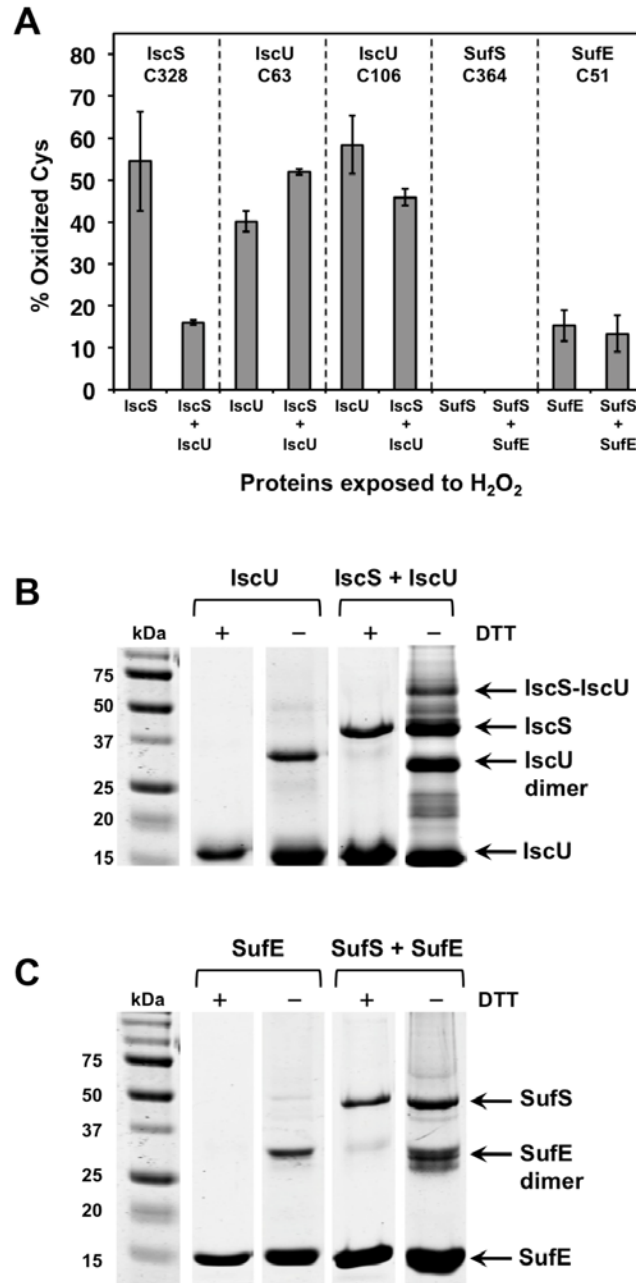 A
% Oxidized Cys
80
70
60
50
40
30
20
10
0
IscS
C328
IscU
C63
IscU
C106
SufS
C364
SufE
C51
IscS
IscS
+
IscU
IscU
IscS
+
IscU
IscU
IscS
+
IscU
SufS
SufS
+
SufE
SufE
SufS
+
SufE
Proteins exposed to H₂O₂
B
IscU
IscS + IscU
kDa
+
–
+
–
DTT
75
50
37
25
20
15
IscS-IscU
IscS
IscU
dimer
IscU
C
SufE
SufS + SufE
kDa
+
–
+
–
DTT
75
50
37
25
20
15
SufS
SufE
dimer
SufE